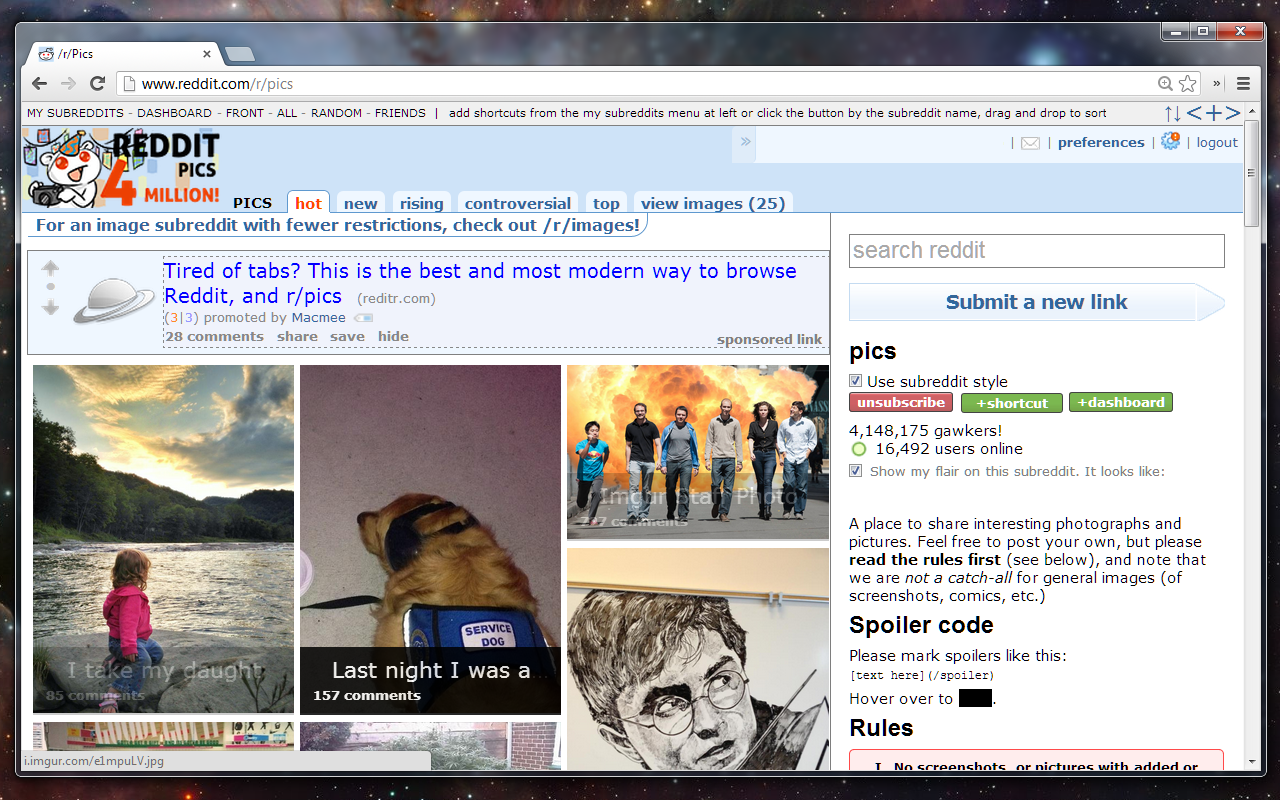 /r/Pics
www.reddit.com/r/pics
MY SUBREDDITS - DASHBOARD - FRONT - ALL - RANDOM - FRIENDS | add shortcuts from the my subreddits menu at left or click the button by the subreddit name, drag and drop to sort
REDDIT
PICS
4 MILLION!
| | preferences | | logout
PICS hot new rising controversial top view images (25)
For an image subreddit with fewer restrictions, check out /r/images!
Tired of tabs? This is the best and most modern way to browse
Reddit, and r/pics (reditr.com)
(3|3) promoted by Macmee
28 comments share save hide
sponsored link
I take my daught
85 comments
SERVICE
DOG
Last night I was a...
157 comments
Imgur Staff Photo
comments
search reddit
Submit a new link
pics
Use subreddit style
unsubscribe +shortcut +dashboard
4,148,175 gawkers!
16,492 users online
Show my flair on this subreddit. It looks like:
A place to share interesting photographs and
pictures. Feel free to post your own, but please
read the rules first (see below), and note that
we are not a catch-all for general images (of
screenshots, comics, etc.)
Spoiler code
Please mark spoilers like this:
[text here](/spoiler)
Hover over to .
Rules
I. No screenshots, or pictures with added or
i.imgur.com/e1mpuLV.jpg